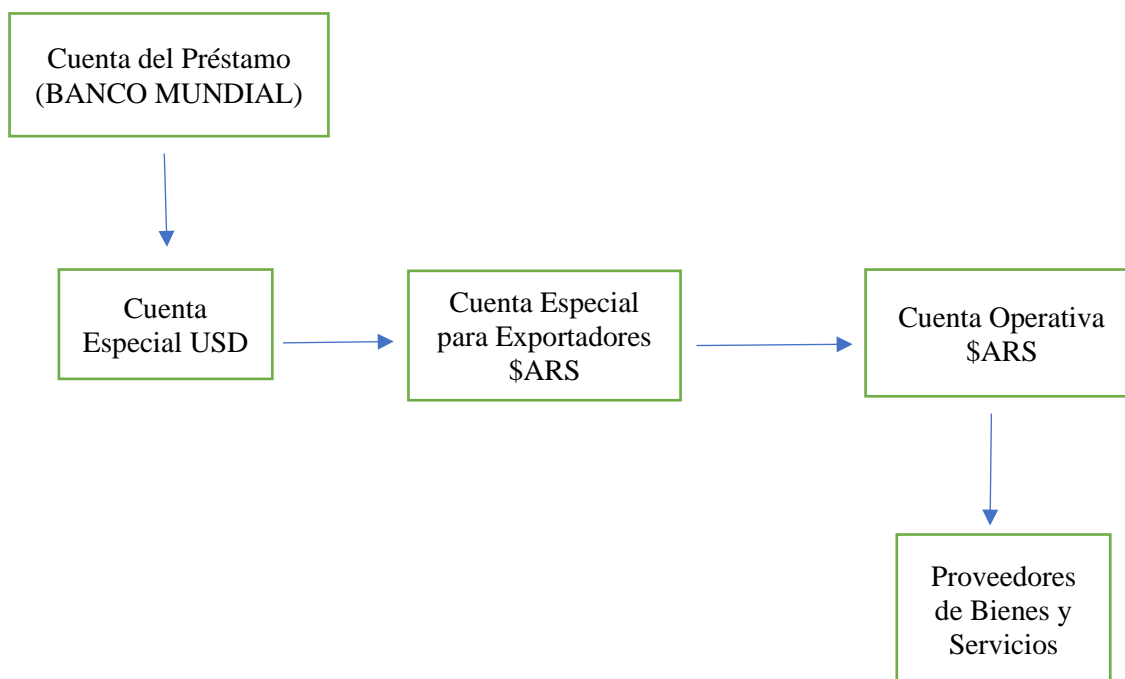 Cuenta del Préstamo
(BANCO MUNDIAL)
Cuenta
Especial USD
Cuenta Especial
para Exportadores
$ARS
Cuenta Operativa
$ARS
Proveedores
de Bienes y
Servicios